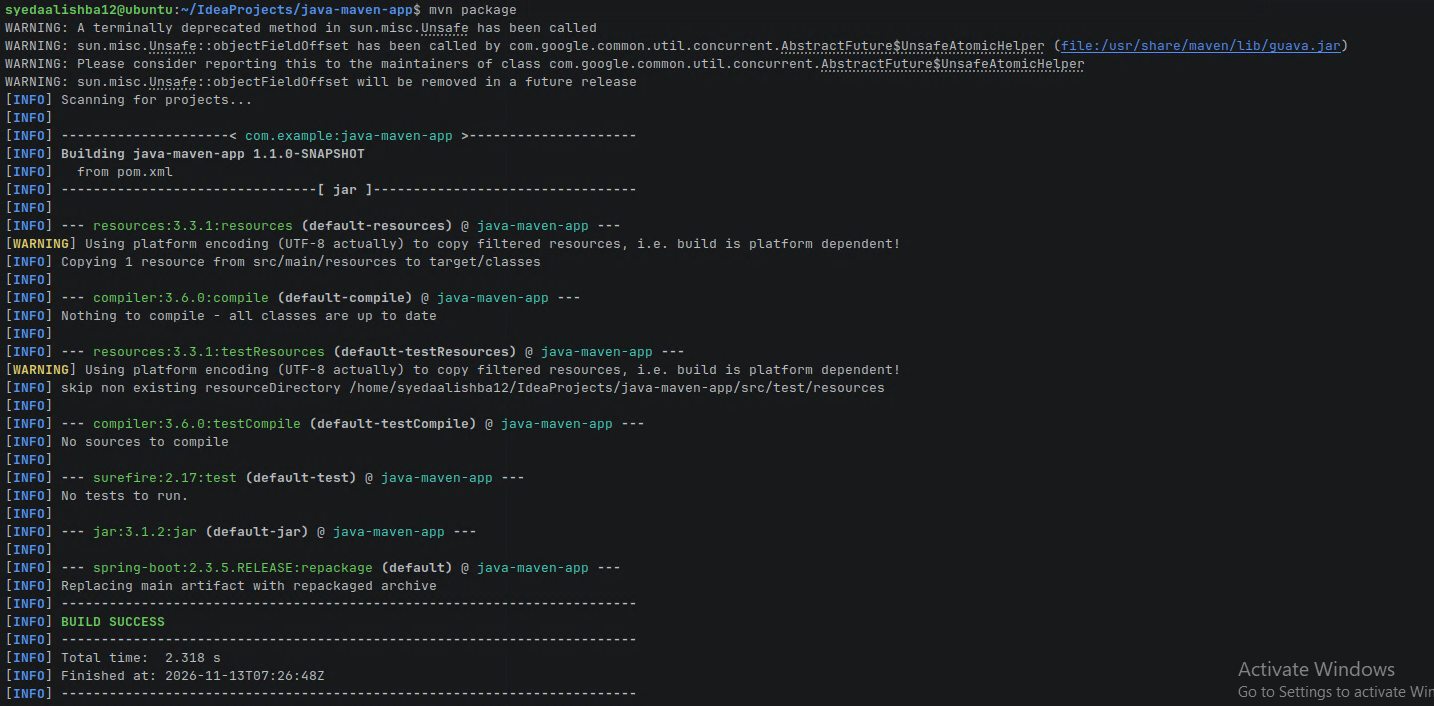 syedaalishba12@ubuntu:~/IdeaProjects/java-maven-app$ mvn package
WARNING: A terminally deprecated method in sun.misc.Unsafe has been called
WARNING: sun.misc.Unsafe::objectFieldOffset has been called by com.google.common.util.concurrent.AbstractFuture$UnsafeAtomicHelper (file:/usr/share/maven/lib/guava.jar)
WARNING: Please consider reporting this to the maintainers of class com.google.common.util.concurrent.AbstractFuture$UnsafeAtomicHelper
WARNING: sun.misc.Unsafe::objectFieldOffset will be removed in a future release
[INFO] Scanning for projects...
[INFO]
[INFO] ---------------------< com.example:java-maven-app >---------------------
[INFO] Building java-maven-app 1.1.0-SNAPSHOT
[INFO]   from pom.xml
[INFO] --------------------------------[ jar ]---------------------------------
[INFO]
[INFO] --- resources:3.3.1:resources (default-resources) @ java-maven-app ---
[WARNING] Using platform encoding (UTF-8 actually) to copy filtered resources, i.e. build is platform dependent!
[INFO] Copying 1 resource from src/main/resources to target/classes
[INFO]
[INFO] --- compiler:3.6.0:compile (default-compile) @ java-maven-app ---
[INFO] Nothing to compile - all classes are up to date
[INFO]
[INFO] --- resources:3.3.1:testResources (default-testResources) @ java-maven-app ---
[WARNING] Using platform encoding (UTF-8 actually) to copy filtered resources, i.e. build is platform dependent!
[INFO] skip non existing resourceDirectory /home/syedaalishba12/IdeaProjects/java-maven-app/src/test/resources
[INFO]
[INFO] --- compiler:3.6.0:testCompile (default-testCompile) @ java-maven-app ---
[INFO] No sources to compile
[INFO]
[INFO] --- surefire:2.17:test (default-test) @ java-maven-app ---
[INFO] No tests to run.
[INFO]
[INFO] --- jar:3.1.2:jar (default-jar) @ java-maven-app ---
[INFO]
[INFO] --- spring-boot:2.3.5.RELEASE:repackage (default) @ java-maven-app ---
[INFO] Replacing main artifact with repackaged archive
[INFO] ------------------------------------------------------------------------
[INFO] BUILD SUCCESS
[INFO] ------------------------------------------------------------------------
[INFO] Total time:  2.318 s
[INFO] Finished at: 2026-11-13T07:26:48Z
[INFO] ------------------------------------------------------------------------
Activate Windows
Go to Settings to activate Win